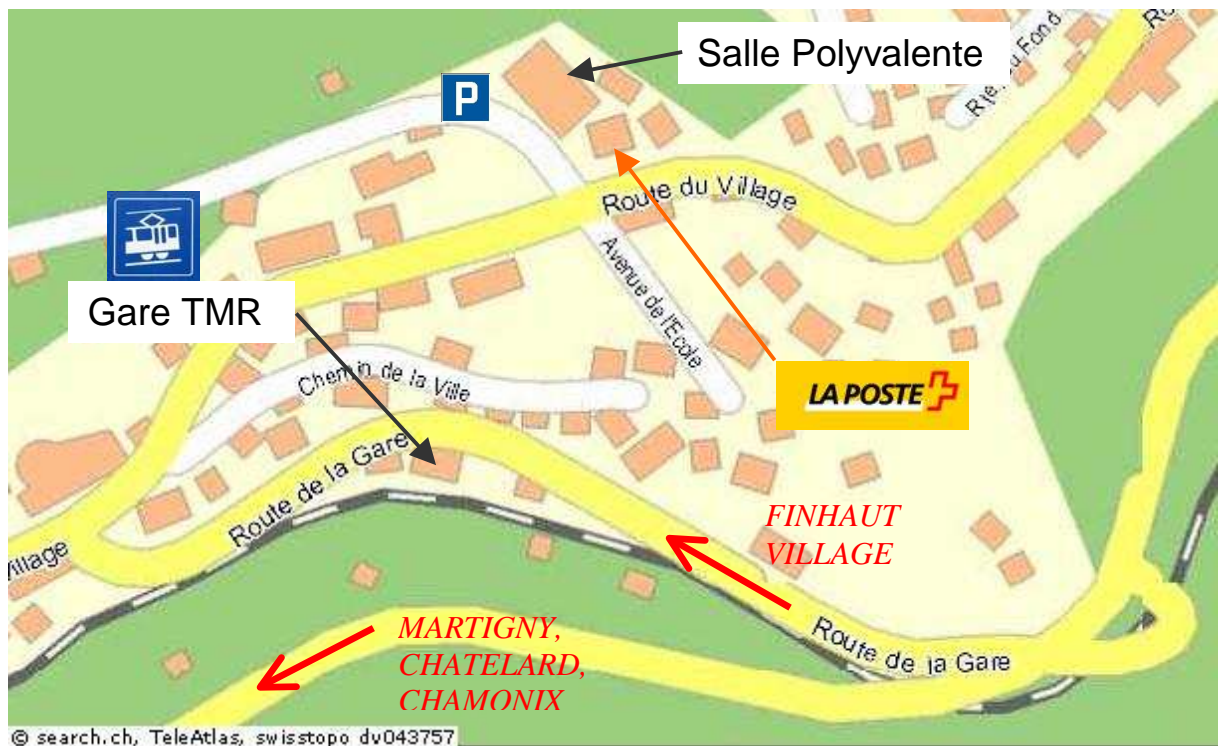 Salle Polyvalente
Rte du Fond
Ro
P
Route du Village
Avenue de l'Ecole
Gare TMR
Chemin de la Ville
LA POSTE
Route de la Gare
FINHAUT
VILLAGE
Village
MARTIGNY,
CHATELARD,
CHAMONIX
Route de la Gare
© search.ch, TeleAtlas, swisstopo dv043757